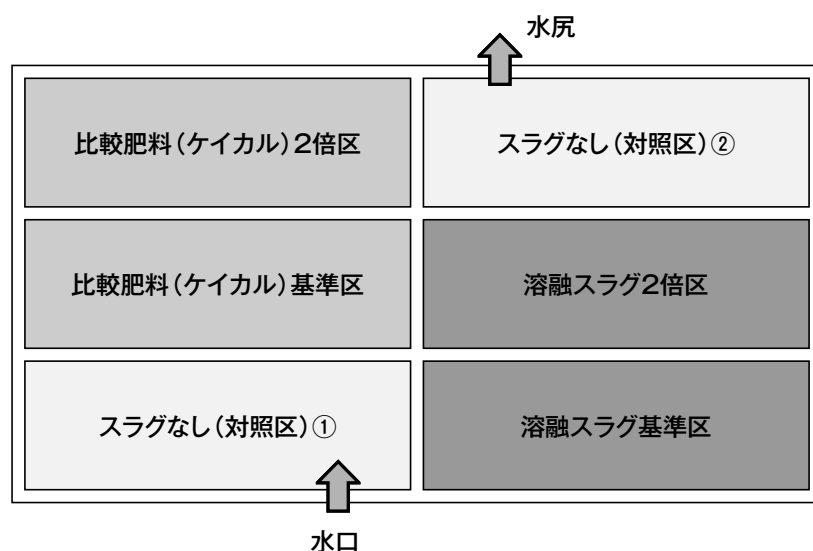 水尻
比較肥料（ケイカル）2倍区
スラグなし（対照区）②
比較肥料（ケイカル）基準区
溶融スラグ2倍区
スラグなし（対照区）①
溶融スラグ基準区
水口